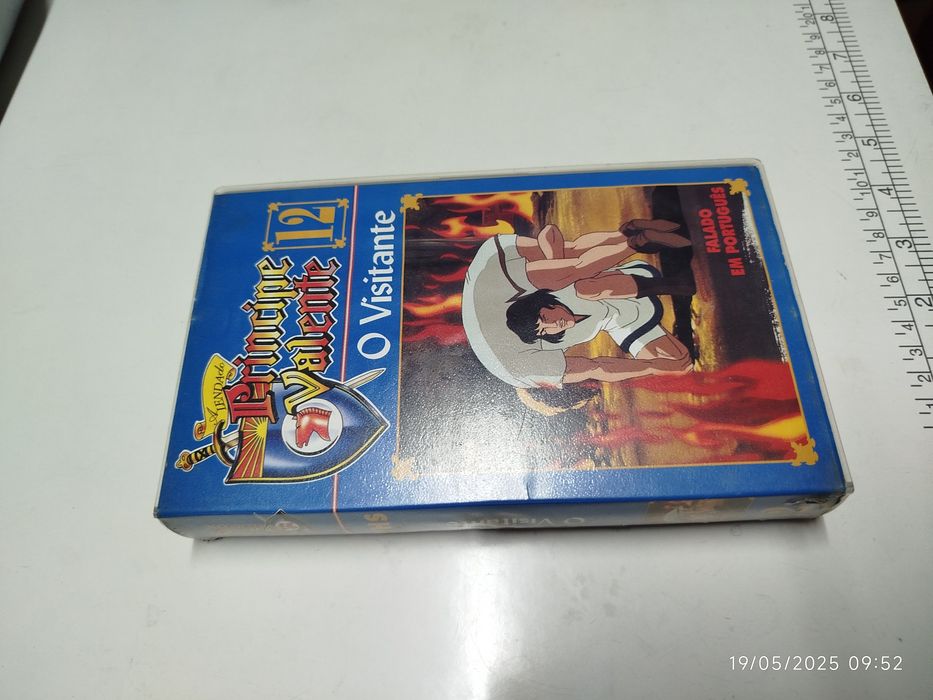 A LENDA do
Príncipe
Valente
12
O Visitante
FALADO
EM PORTUGUÊS
O Visitante
19/05/2025 09:52